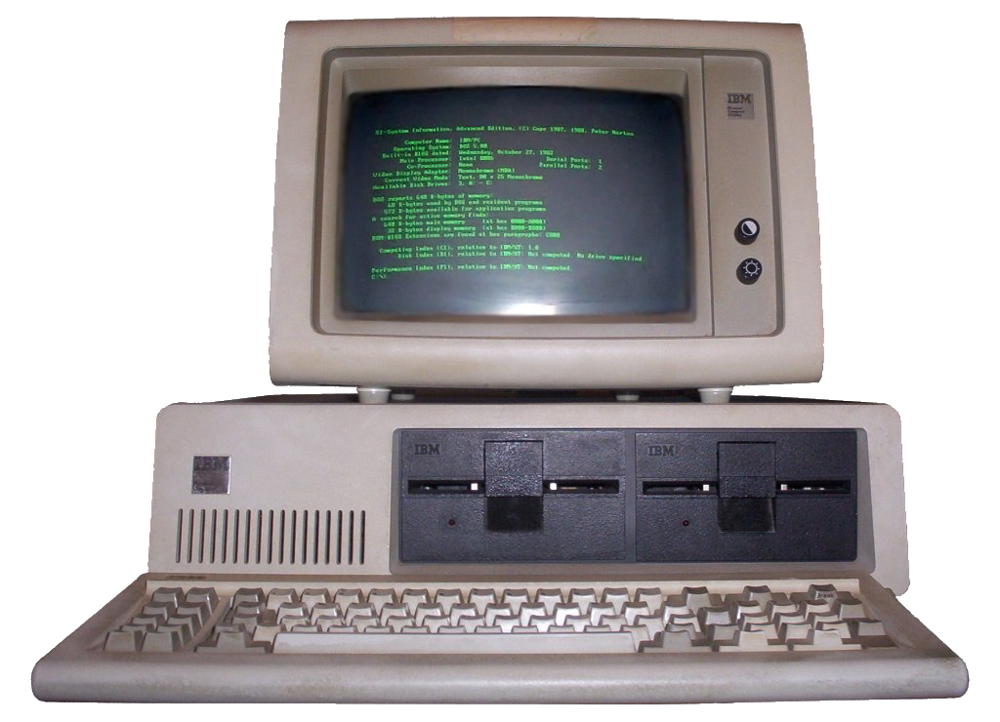 SI-System Information, Advanced Edition, (C) Copr 1987, 1988, Peter Norton
Computer Name: IBM/PC
Operating System: DOS 5.00
Built-in BIOS dated: Wednesday, October 27, 1982
Main Processor: Intel 8088 Serial Ports: 1
Co-Processor: None Parallel Ports: 2
Video Display Adapter: Monochrome (MDA)
Current Video Mode: Text, 80 x 25 Monochrome
Available Disk Drives: 3, A: - C:
DOS reports 640 K-bytes of memory:
68 K-bytes used by DOS and resident programs
572 K-bytes available for application programs
A search for active memory finds:
640 K-bytes main memory (at hex 0000-A000)
32 K-bytes display memory (at hex B000-B800)
ROM-BIOS Extensions are found at hex paragraphs: C800
Computing Index (CI), relative to IBM/XT: 1.0
Disk Index (DI), relative to IBM/XT: Not computed. No drive specified.
Performance Index (PI), relative to IBM/XT: Not computed.
C:\>
IBM
Personal
Computer
Display
IBM
IBM
IBM
Break